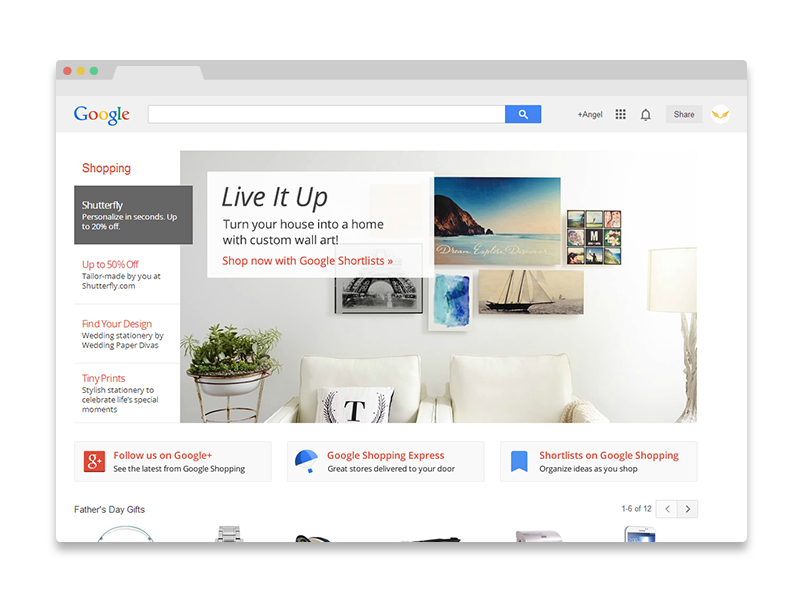 Google
+Angel
Share
Shopping
Shutterfly
Personalize in seconds. Up
to 20% off.
Up to 50% Off
Tailor-made by you at
Shutterfly.com
Find Your Design
Wedding stationery by
Wedding Paper Divas
Tiny Prints
Stylish stationery to
celebrate life's special
moments
Live It Up
Turn your house into a home
with custom wall art!
Shop now with Google Shortlists »
Dream. Explore. Discover.
M
T
g+
Follow us on Google+
See the latest from Google Shopping
Google Shopping Express
Great stores delivered to your door
Shortlists on Google Shopping
Organize ideas as you shop
Father's Day Gifts
1-6 of 12